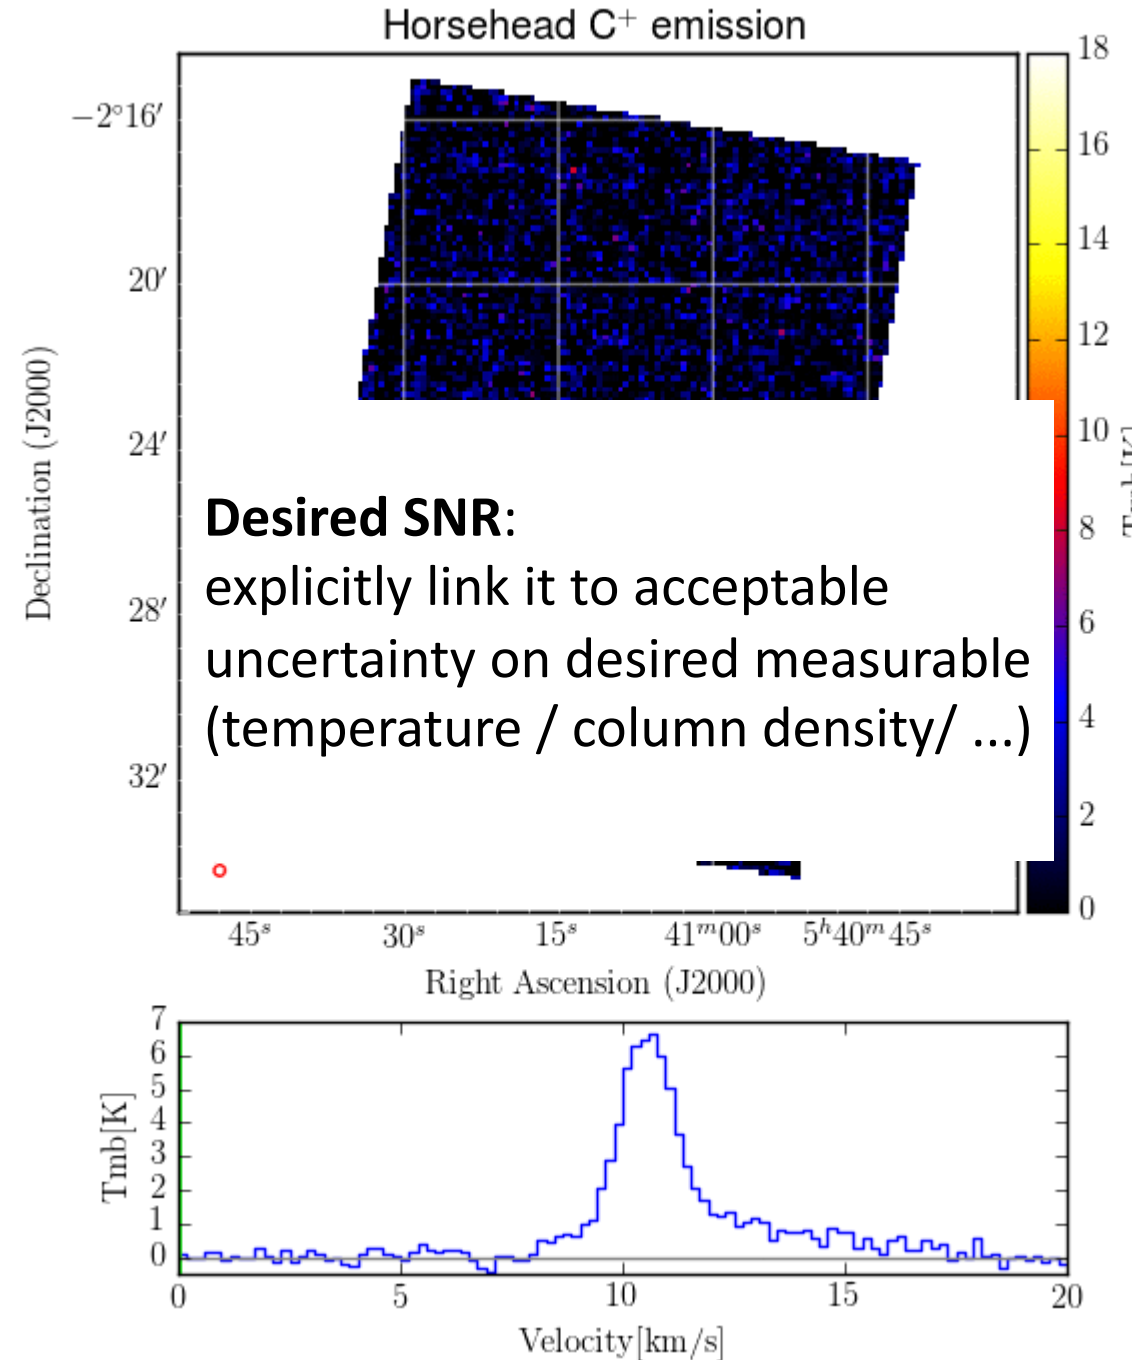 Horsehead C⁺ emission
18
−2°16′
16
14
20′
12
10
24′
Declination (J2000)
8
Desired SNR:
explicitly link it to acceptable
uncertainty on desired measurable
(temperature / column density/ ...)
28′
6
4
32′
2
0
45ˢ 30ˢ 15ˢ 41ᵐ00ˢ 5ʰ40ᵐ45ˢ
Right Ascension (J2000)
7
6
5
4
3
2
1
0
Tmb[K]
0 5 10 15 20
Velocity[km/s]